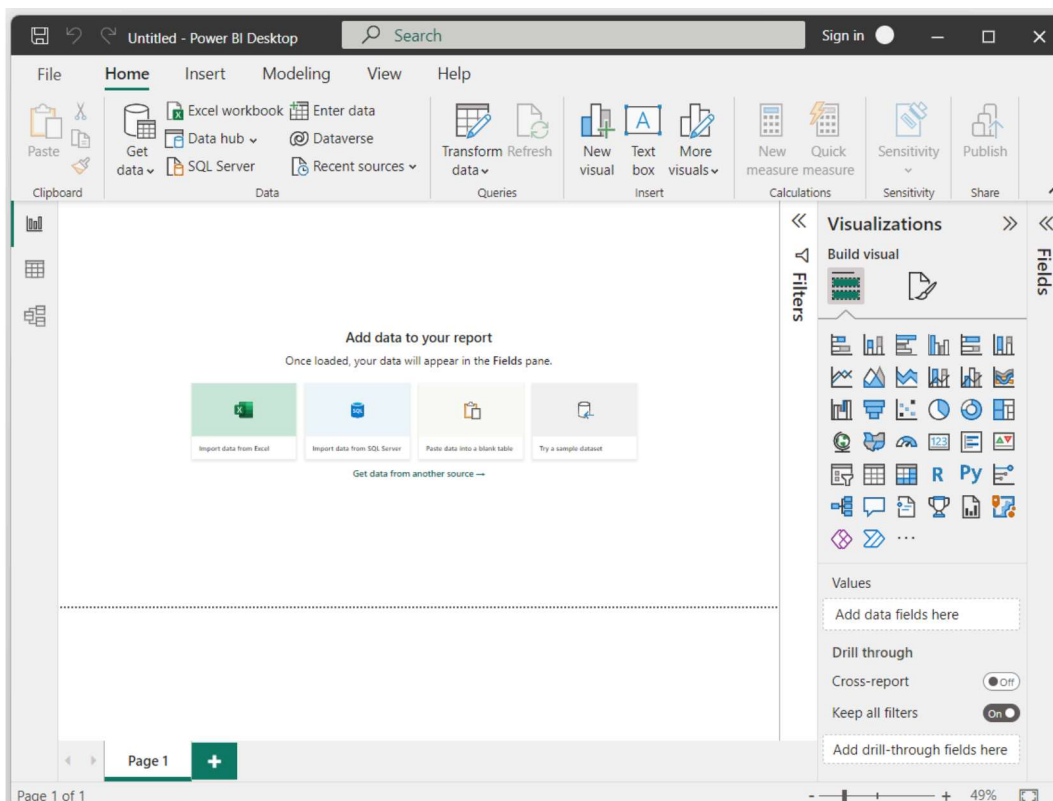 Untitled - Power BI Desktop
Search
Sign in
File Home Insert Modeling View Help
Paste
Clipboard
Get data
Excel workbook
Data hub
SQL Server
Enter data
Dataverse
Recent sources
Data
Transform data
Refresh
Queries
New visual
Text box
More visuals
Insert
New measure
Quick measure
Calculations
Sensitivity
Sensitivity
Publish
Share
Add data to your report
Once loaded, your data will appear in the Fields pane.
X
SQL
Import data from Excel
Import data from SQL Server
Paste data into a blank table
Try a sample dataset
Get data from another source →
Filters
Visualizations
Build visual
123
R
Py
...
Values
Add data fields here
Drill through
Cross-report
Off
Keep all filters
On
Add drill-through fields here
Fields
Page 1
+
Page 1 of 1
- + 49%